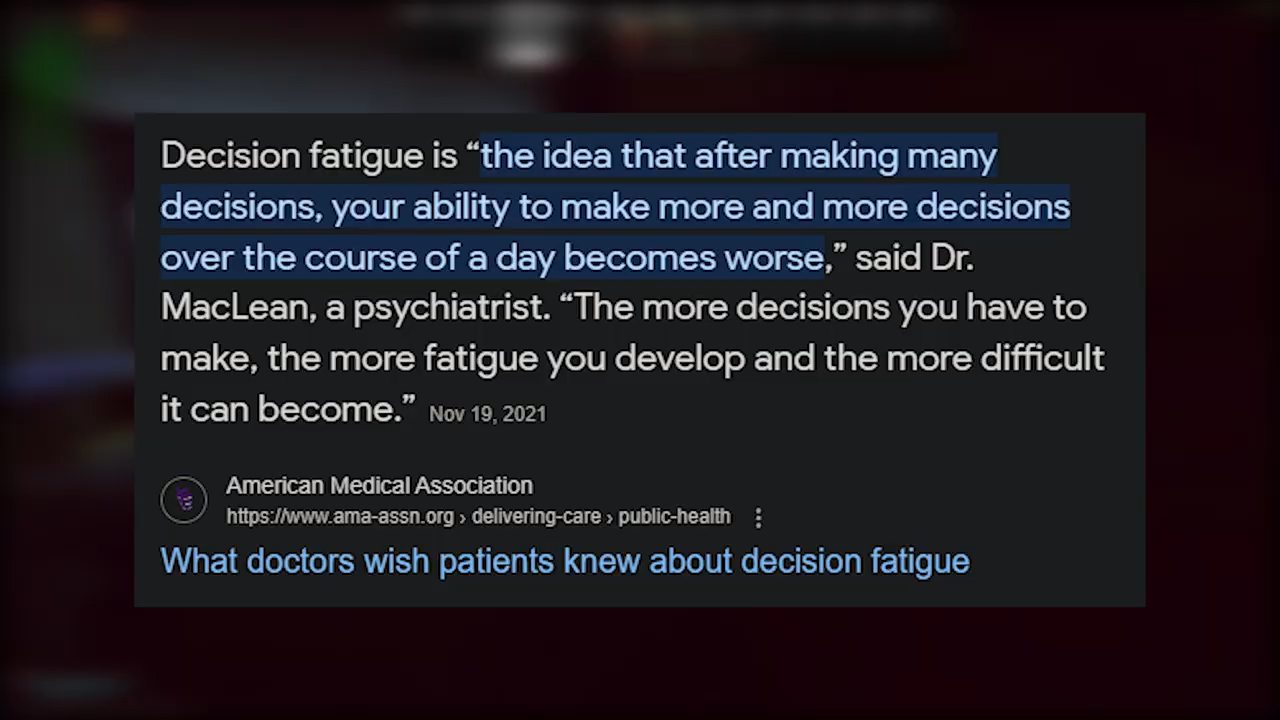 Decision fatigue is “the idea that after making many
decisions, your ability to make more and more decisions
over the course of a day becomes worse,” said Dr.
MacLean, a psychiatrist. “The more decisions you have to
make, the more fatigue you develop and the more difficult
it can become.” Nov 19, 2021
American Medical Association
https://www.ama-assn.org › delivering-care › public-health
What doctors wish patients knew about decision fatigue